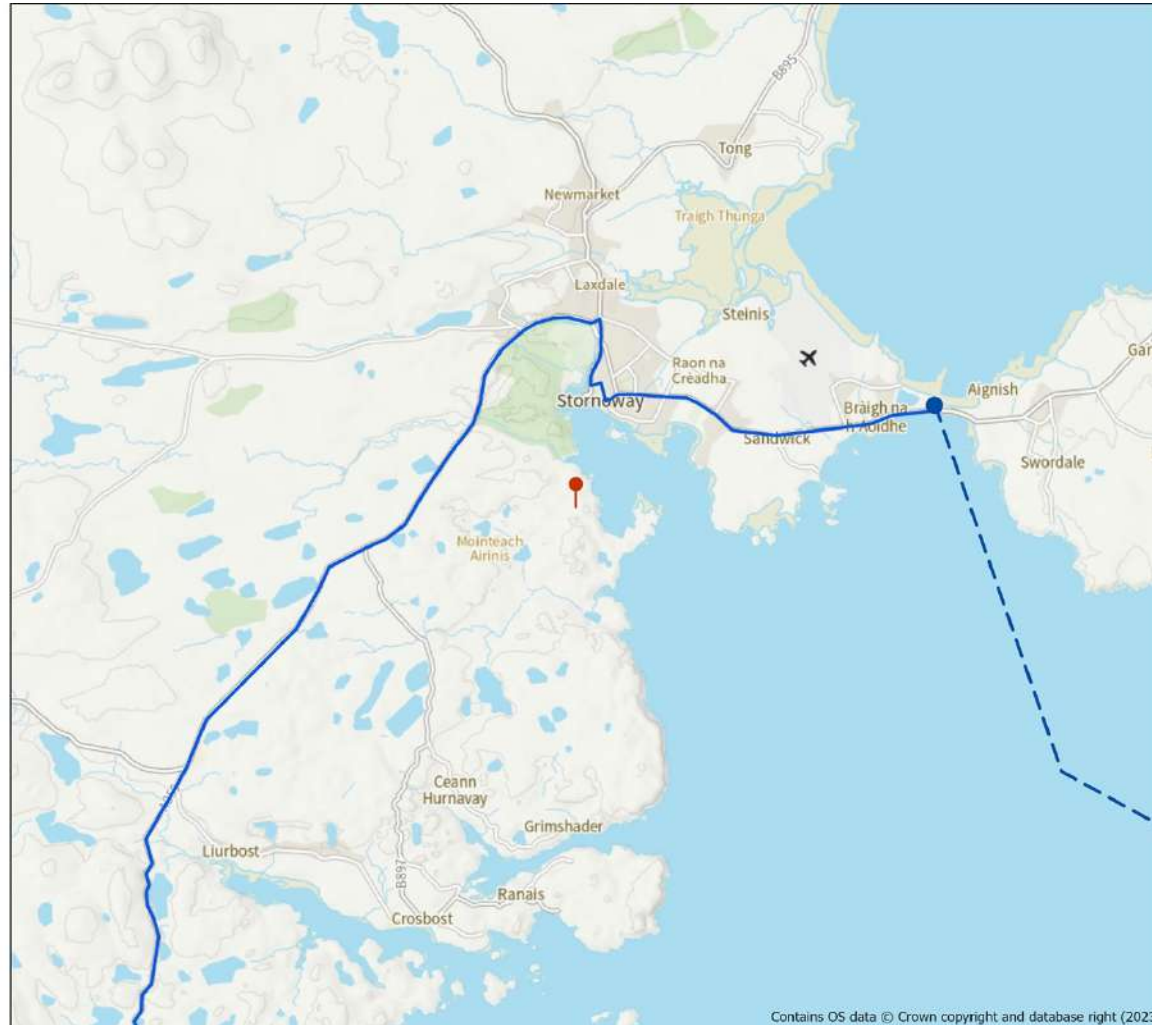 B895
Tong
Newmarket
Traigh Thunga
Laxdale
Steinis
Raon na
Crèadha
Aignish
Stornoway
Bràigh na
h Aoidhe
Sandwick
Swordale
Mointeach
Airinis
Ceann
Hurnavay
Grimshader
Liurbost
B897
Ranais
Crosbost
Contains OS data © Crown copyright and database right (2023